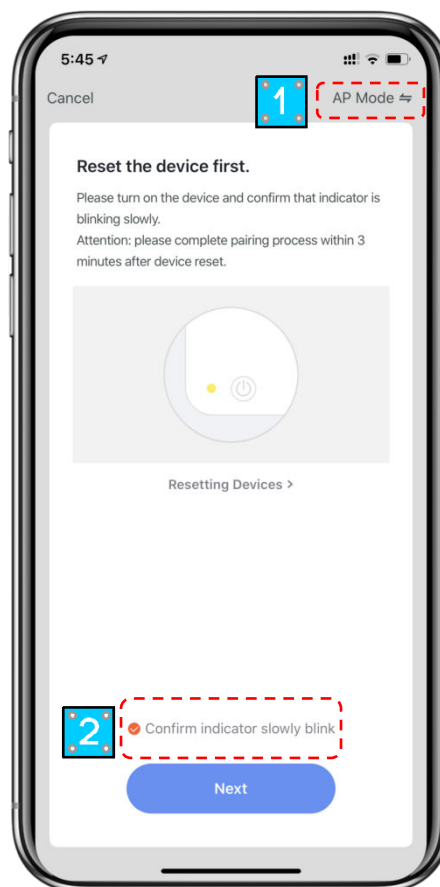 5:45
Cancel
1
AP Mode
Reset the device first.
Please turn on the device and confirm that indicator is
blinking slowly.
Attention: please complete pairing process within 3
minutes after device reset.
Resetting Devices >
2
Confirm indicator slowly blink
Next